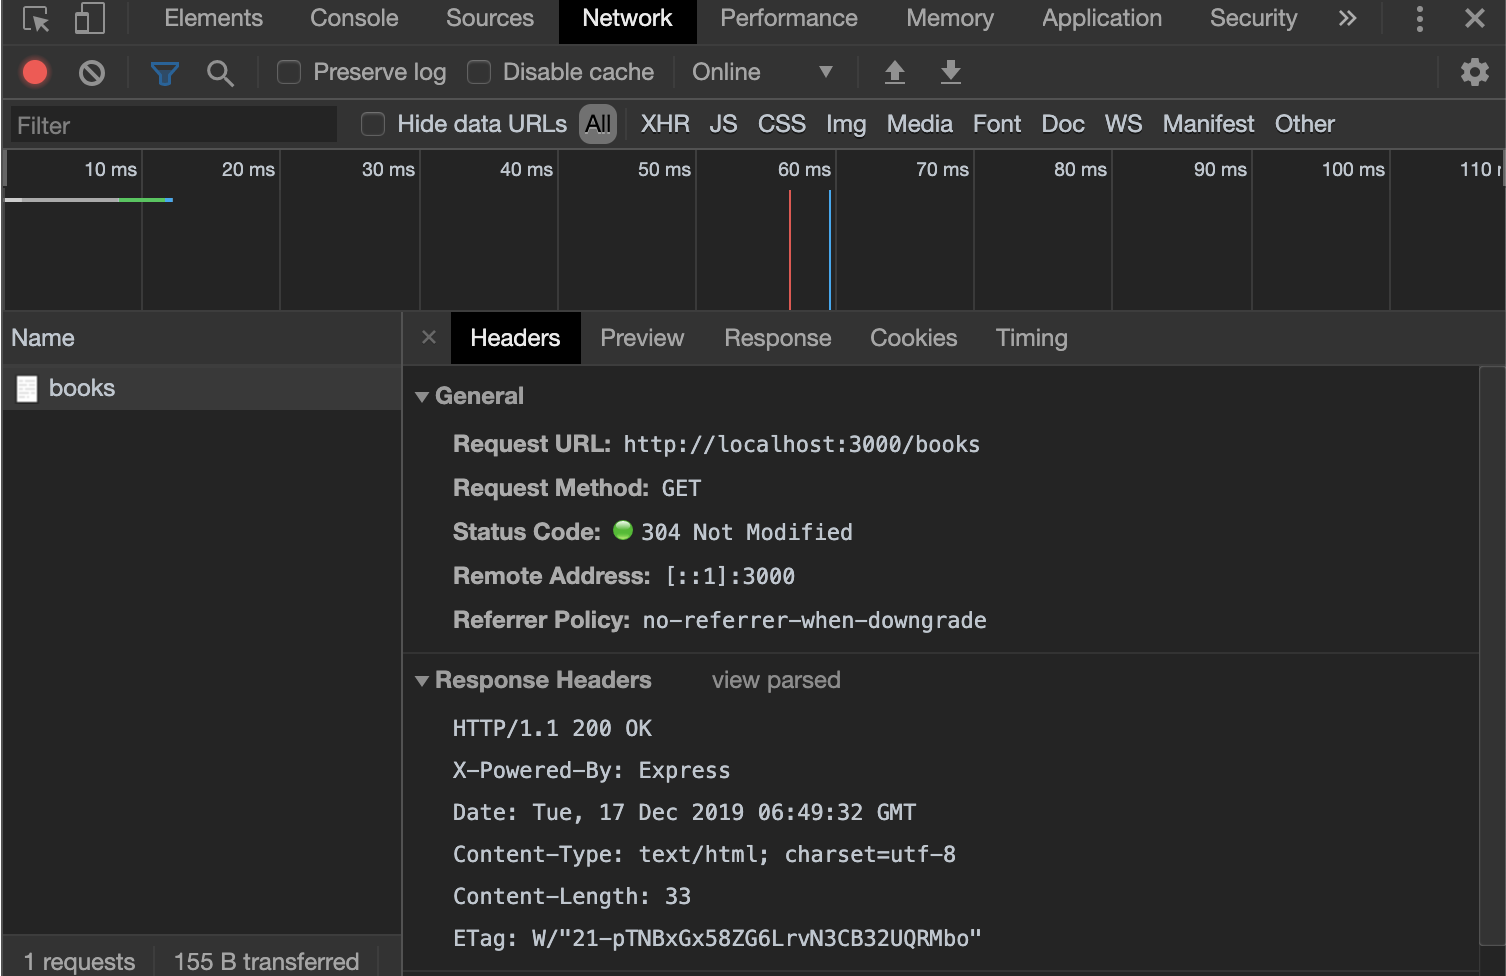 Elements Console Sources Network Performance Memory Application Security »
Preserve log Disable cache Online
Filter Hide data URLs All XHR JS CSS Img Media Font Doc WS Manifest Other
10 ms 20 ms 30 ms 40 ms 50 ms 60 ms 70 ms 80 ms 90 ms 100 ms 110
Name × Headers Preview Response Cookies Timing
books
General
Request URL: http://localhost:3000/books
Request Method: GET
Status Code: 304 Not Modified
Remote Address: [::1]:3000
Referrer Policy: no-referrer-when-downgrade
Response Headers view parsed
HTTP/1.1 200 OK
X-Powered-By: Express
Date: Tue, 17 Dec 2019 06:49:32 GMT
Content-Type: text/html; charset=utf-8
Content-Length: 33
ETag: W/"21-pTNBxGx58ZG6LrvN3CB32UQRMbo"
1 requests 155 B transferred